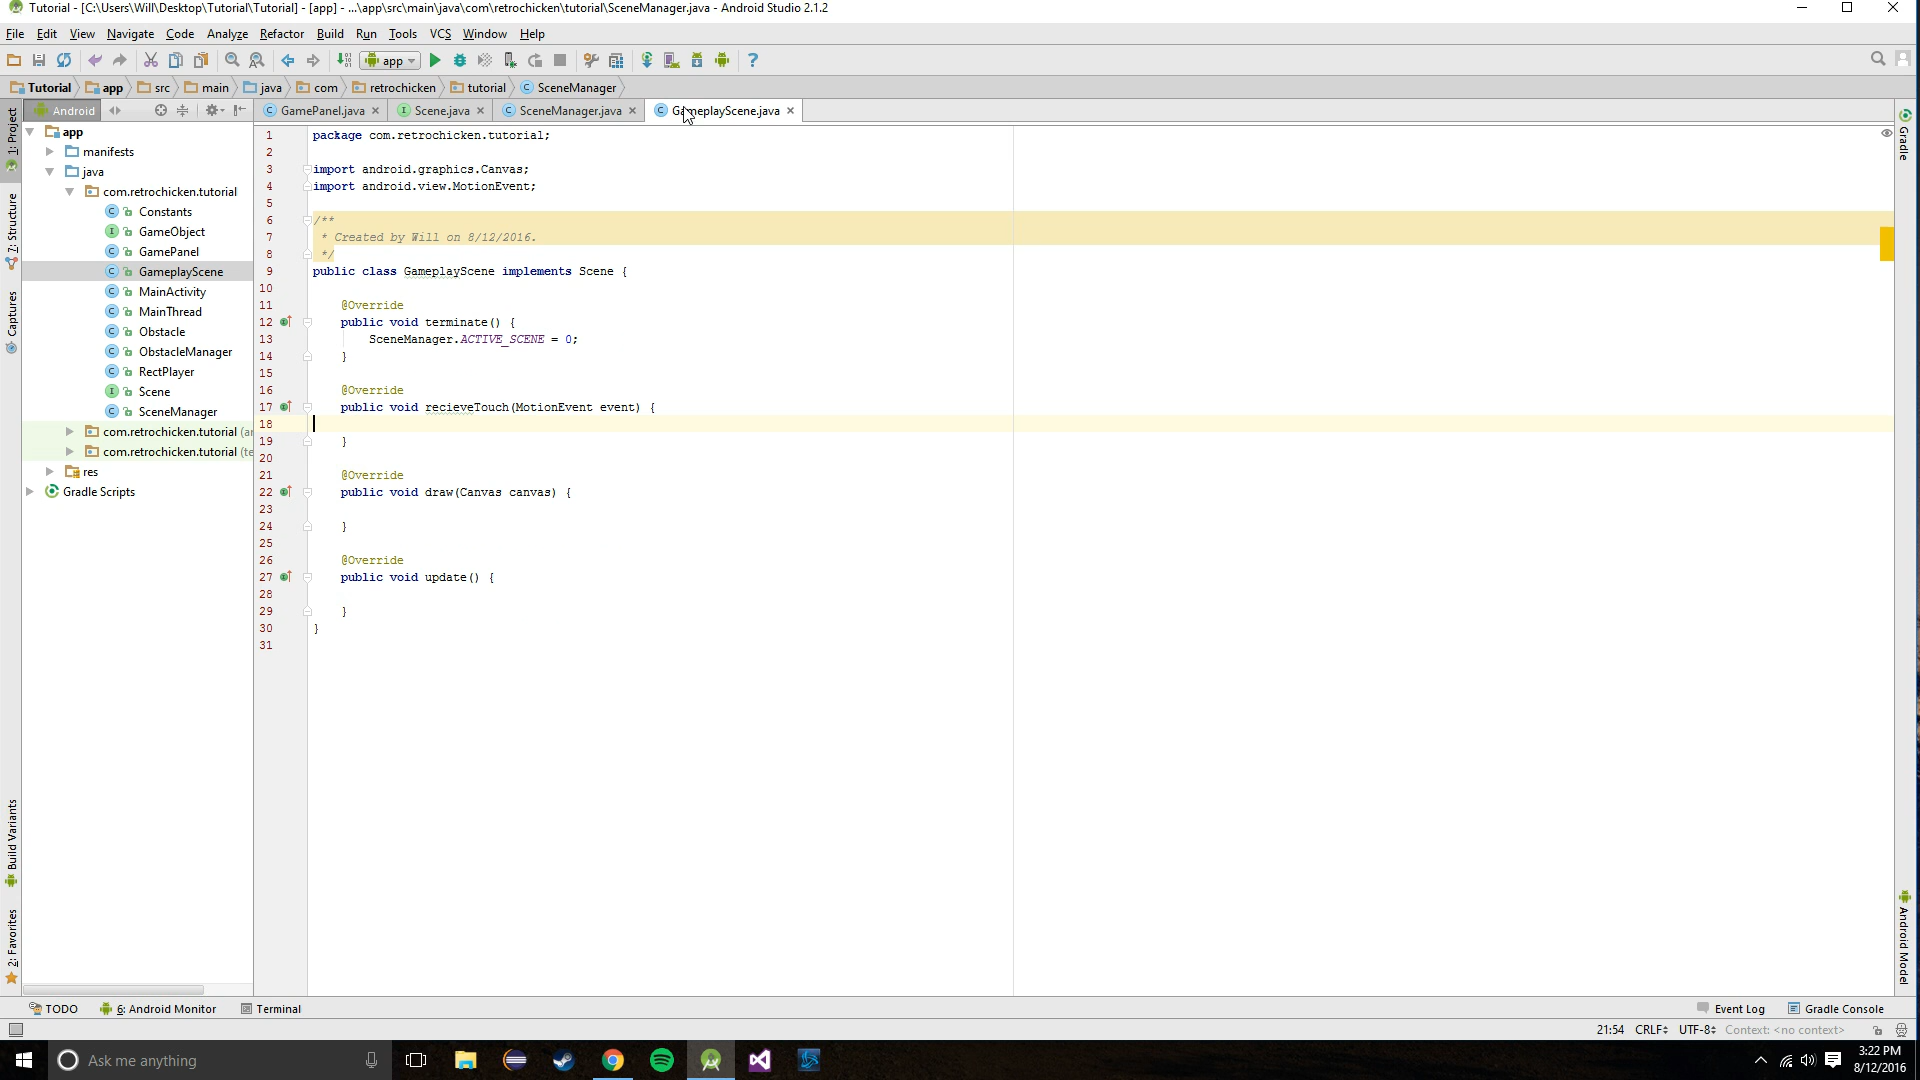 Tutorial - [C:\Users\Will\Desktop\Tutorial\Tutorial] - [app] - ...\app\src\main\java\com\retrochicken\tutorial\SceneManager.java - Android Studio 2.1.2
File Edit View Navigate Code Analyze Refactor Build Run Tools VCS Window Help
app
Tutorial app src main java com retrochicken tutorial SceneManager
Android
GamePanel.java Scene.java SceneManager.java GameplayScene.java
1: Project
7: Structure
Captures
Build Variants
2: Favorites
app
manifests
java
com.retrochicken.tutorial
Constants
GameObject
GamePanel
GameplayScene
MainActivity
MainThread
Obstacle
ObstacleManager
RectPlayer
Scene
SceneManager
com.retrochicken.tutorial (ar
com.retrochicken.tutorial (te
res
Gradle Scripts
1 package com.retrochicken.tutorial;
2
3 import android.graphics.Canvas;
4 import android.view.MotionEvent;
5
6 /**
7 * Created by Will on 8/12/2016.
8 */
9 public class GameplayScene implements Scene {
10
11 @Override
12 public void terminate() {
13 SceneManager.ACTIVE_SCENE = 0;
14 }
15
16 @Override
17 public void recieveTouch(MotionEvent event) {
18
19 }
20
21 @Override
22 public void draw(Canvas canvas) {
23
24 }
25
26 @Override
27 public void update() {
28
29 }
30 }
31
Gradle
Android Model
TODO 6: Android Monitor Terminal Event Log Gradle Console
21:54 CRLF UTF-8 Context: <no context>
Ask me anything
3:22 PM
8/12/2016